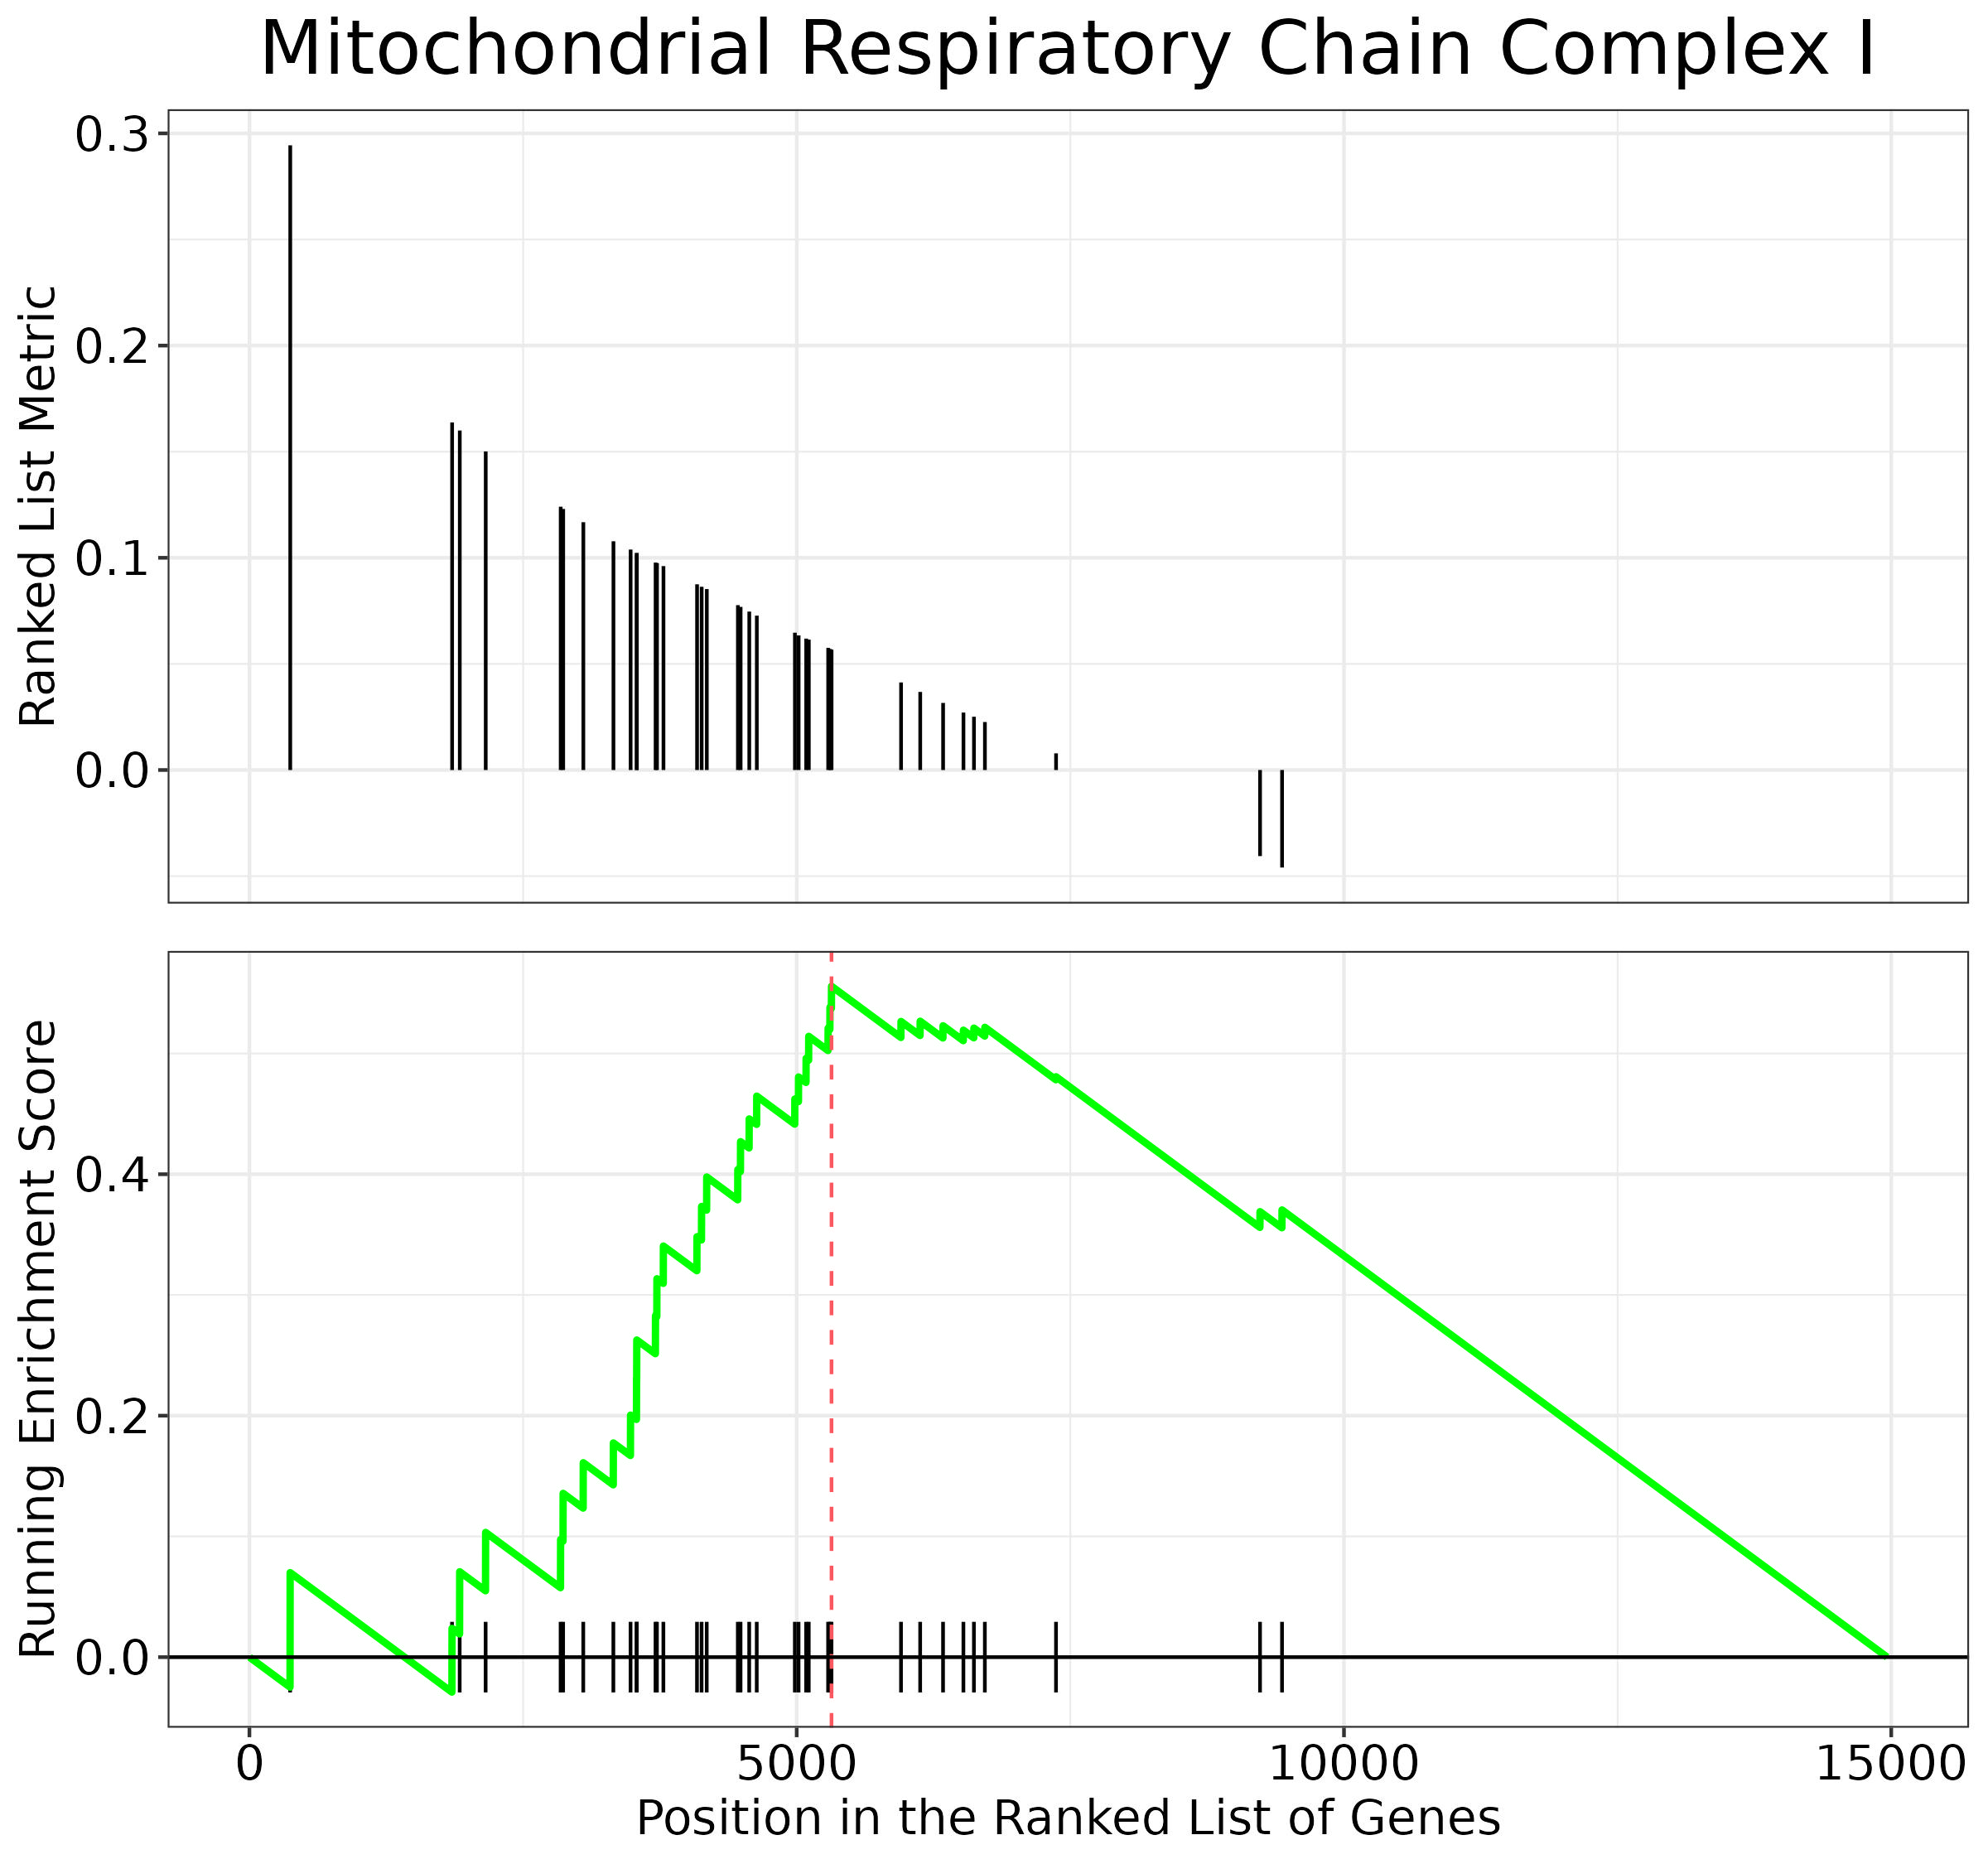 Mitochondrial Respiratory Chain Complex I
Ranked List Metric
0.3
0.2
0.1
0.0
Running Enrichment Score
0.4
0.2
0.0
0 5000 10000 15000
Position in the Ranked List of Genes